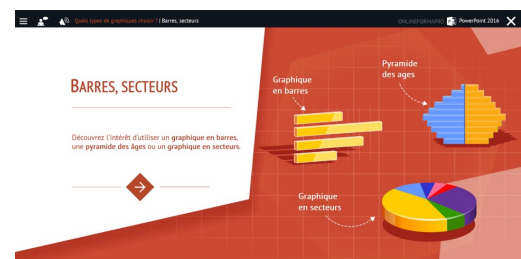 Quels types de graphiques choisir ? | Barres, secteurs
ONLINEFORMAPRO
PowerPoint 2016
BARRES, SECTEURS
Découvrez l'intérêt d'utiliser un graphique en barres,
une pyramide des âges ou un graphique en secteurs.
Graphique
en barres
Pyramide
des ages
Graphique
en secteurs